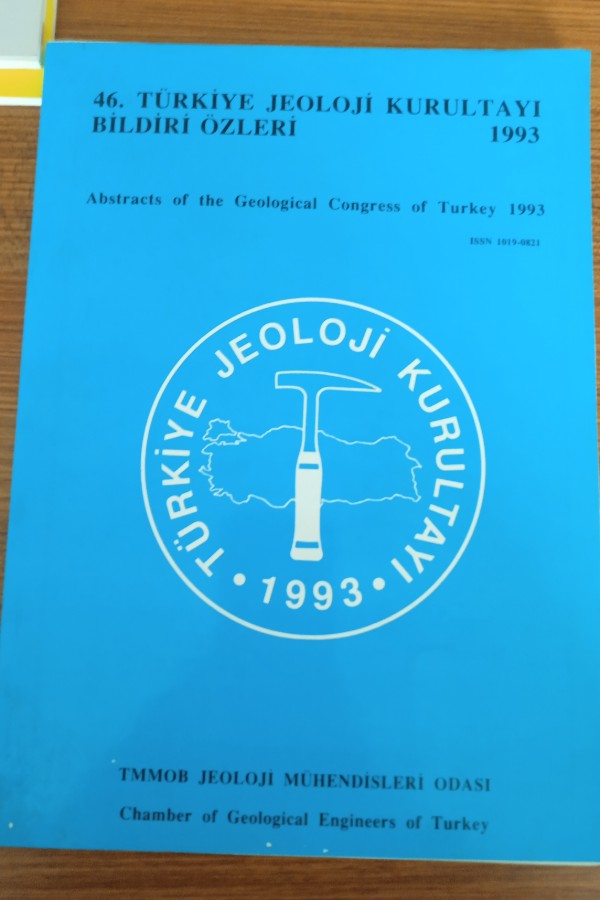 46. TÜRKİYE JEOLOJİ KURULTAYI
BİLDİRİ ÖZLERİ 1993
Abstracts of the Geological Congress of Turkey 1993
ISSN 1019-0821
TÜRKİYE JEOLOJİ KURULTAYI
• 1993 •
TMMOB JEOLOJİ MÜHENDİSLERİ ODASI
Chamber of Geological Engineers of Turkey